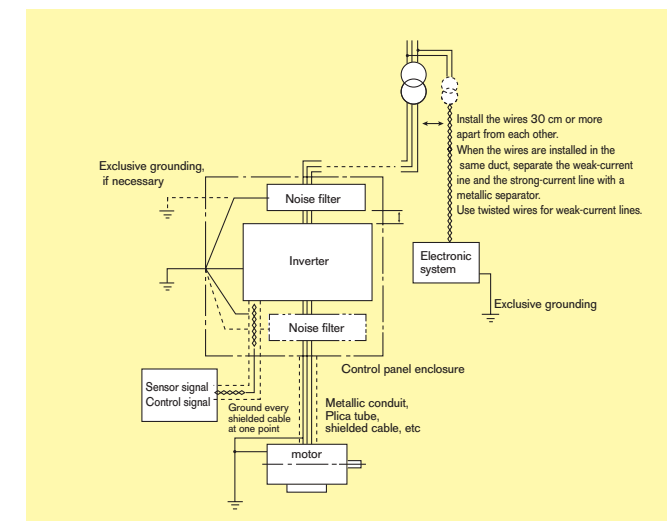 Install the wires 30 cm or more
apart from each other.
When the wires are installed in the
same duct, separate the weak-current
ine and the strong-current line with a
metallic separator.
Use twisted wires for weak-current lines.
Exclusive grounding,
if necessary
Noise filter
Inverter
Electronic
system
Exclusive grounding
Noise filter
Control panel enclosure
Sensor signal
Control signal
Ground every
shielded cable
at one point
Metallic conduit,
Plica tube,
shielded cable, etc
motor